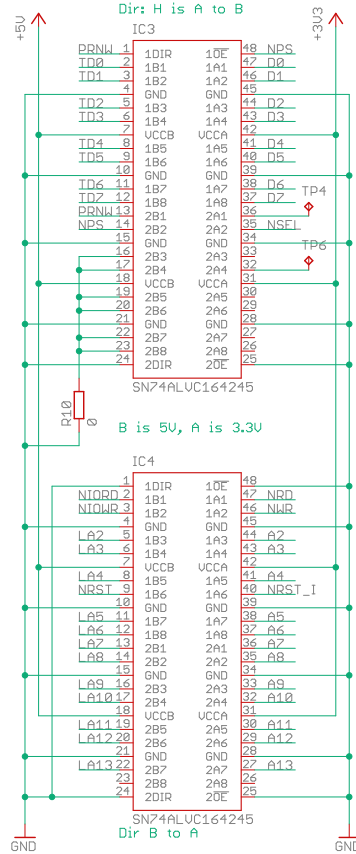 Dir: H is A to B
+5V
+3V3
IC3
PRNW 1 1DIR 1OE 48 NPS
TD0 2 1B1 1A1 47 D0
TD1 3 1B2 1A2 46 D1
4 GND GND 45
TD2 5 1B3 1A3 44 D2
TD3 6 1B4 1A4 43 D3
7 VCCB VCCA 42
TD4 8 1B5 1A5 41 D4
TD5 9 1B6 1A6 40 D5
10 GND GND 39
TD6 11 1B7 1A7 38 D6
TD7 12 1B8 1A8 37 D7 TP4
PRNW 13 2B1 2A1 36
NPS 14 2B2 2A2 35 NSEL
15 GND GND 34
16 2B3 2A3 33 TP6
17 2B4 2A4 32
18 VCCB VCCA 31
19 2B5 2A5 30
20 2B6 2A6 29
21 GND GND 28
22 2B7 2A7 27
23 2B8 2A8 26
24 2DIR 2OE 25
SN74ALVC164245
R10
0
B is 5V, A is 3.3V
IC4
1 1DIR 1OE 48
NIORD 2 1B1 1A1 47 NRD
NIOWR 3 1B2 1A2 46 NWR
4 GND GND 45
LA2 5 1B3 1A3 44 A2
LA3 6 1B4 1A4 43 A3
7 VCCB VCCA 42
LA4 8 1B5 1A5 41 A4
NRST 9 1B6 1A6 40 NRST_I
10 GND GND 39
LA5 11 1B7 1A7 38 A5
LA6 12 1B8 1A8 37 A6
LA7 13 2B1 2A1 36 A7
LA8 14 2B2 2A2 35 A8
15 GND GND 34
LA9 16 2B3 2A3 33 A9
LA10 17 2B4 2A4 32 A10
18 VCCB VCCA 31
LA11 19 2B5 2A5 30 A11
LA12 20 2B6 2A6 29 A12
21 GND GND 28
LA13 22 2B7 2A7 27 A13
23 2B8 2A8 26
24 2DIR 2OE 25
SN74ALVC164245
Dir B to A
GND
GND